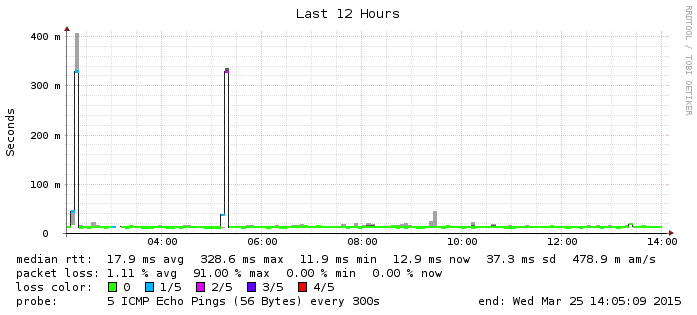 Last 12 Hours
RRDTOOL / TOBI OETIKER
Seconds
400 m
300 m
200 m
100 m
0
04:00 06:00 08:00 10:00 12:00 14:00
median rtt: 17.9 ms avg 328.6 ms max 11.9 ms min 12.9 ms now 37.3 ms sd 478.9 m am/s
packet loss: 1.11 % avg 91.00 % max 0.00 % min 0.00 % now
loss color: 0 1/5 2/5 3/5 4/5
probe: 5 ICMP Echo Pings (56 Bytes) every 300s end: Wed Mar 25 14:05:09 2015